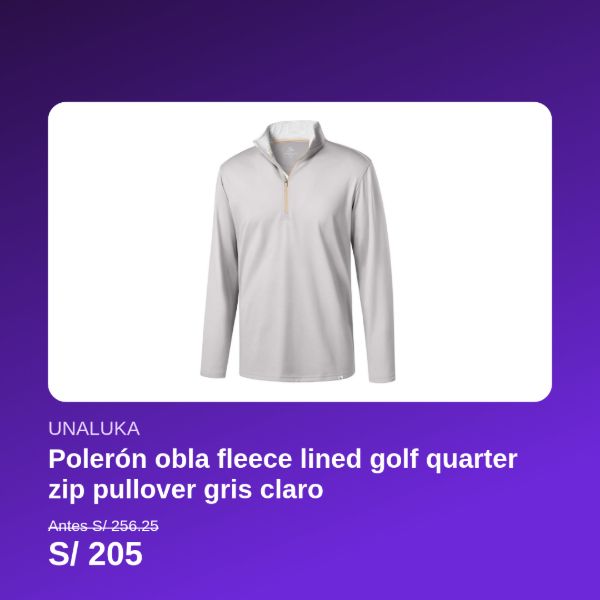 UNALUKA
Polerón obla fleece lined golf quarter
zip pullover gris claro
Antes S/ 256.25
S/ 205